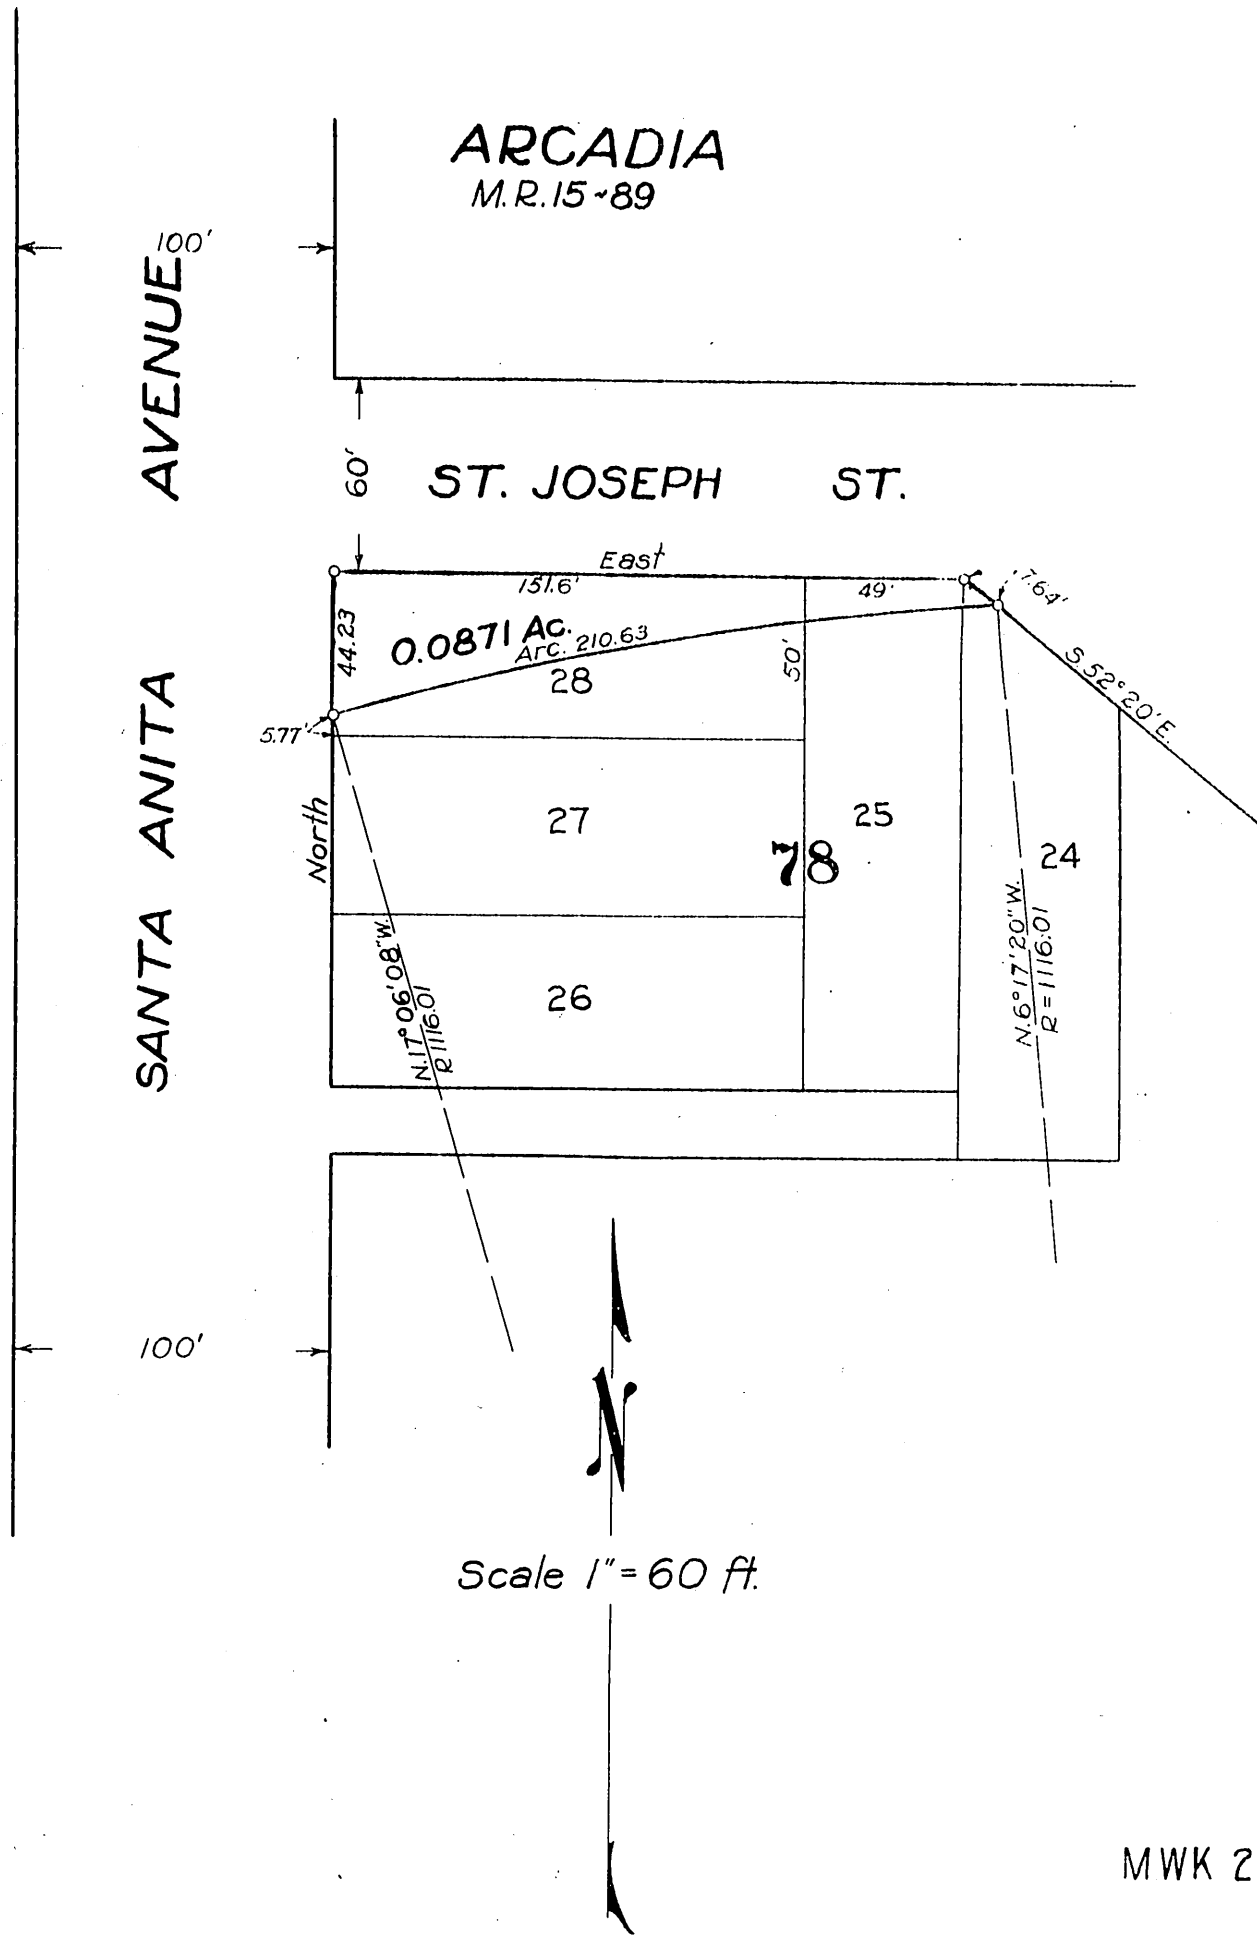 ARCADIA
M.R. 15~89
100'
SANTA ANITA AVENUE
60'
ST. JOSEPH ST.
East
151.6'
49'
44.23
0.0871 Ac.
Arc. 210.63
50'
28
5.77'
S. 52° 20' E.
North
27
25
78
24
N. 17° 06' 08" W.
R 1116.01
26
N. 6° 17' 20" W.
R = 1116.01
100'
N
Scale 1" = 60 ft.
MWK 2